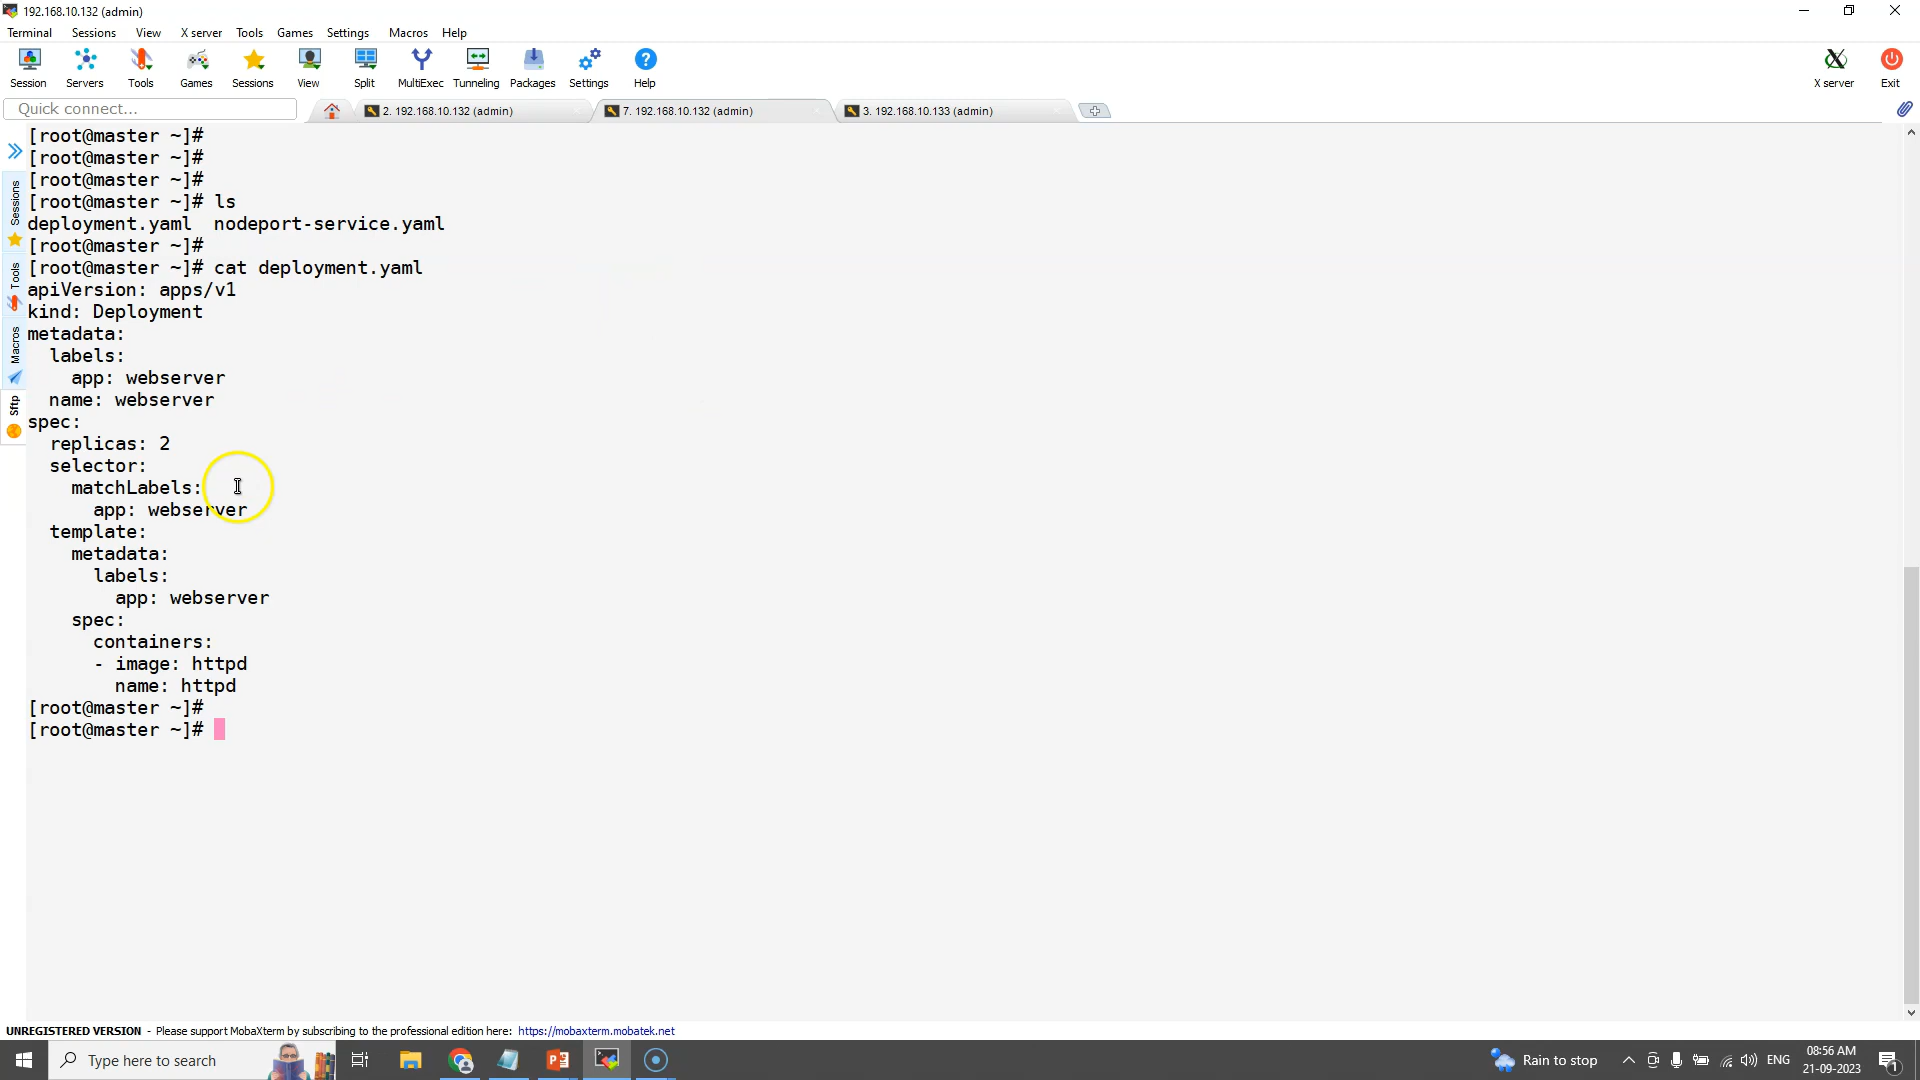 192.168.10.132 (admin)
Terminal Sessions View X server Tools Games Settings Macros Help
Session Servers Tools Games Sessions View Split MultiExec Tunneling Packages Settings Help X server Exit
Quick connect... 2. 192.168.10.132 (admin) 7. 192.168.10.132 (admin) 3. 192.168.10.133 (admin)
Sessions
Tools
Macros
Sftp
[root@master ~]#
[root@master ~]#
[root@master ~]#
[root@master ~]# ls
deployment.yaml  nodeport-service.yaml
[root@master ~]#
[root@master ~]# cat deployment.yaml
apiVersion: apps/v1
kind: Deployment
metadata:
  labels:
    app: webserver
  name: webserver
spec:
  replicas: 2
  selector:
    matchLabels:
      app: webserver
  template:
    metadata:
      labels:
        app: webserver
    spec:
      containers:
      - image: httpd
        name: httpd
[root@master ~]#
[root@master ~]#
UNREGISTERED VERSION - Please support MobaXterm by subscribing to the professional edition here: https://mobaxterm.mobatek.net
Type here to search Rain to stop ENG 08:56 AM
21-09-2023 1